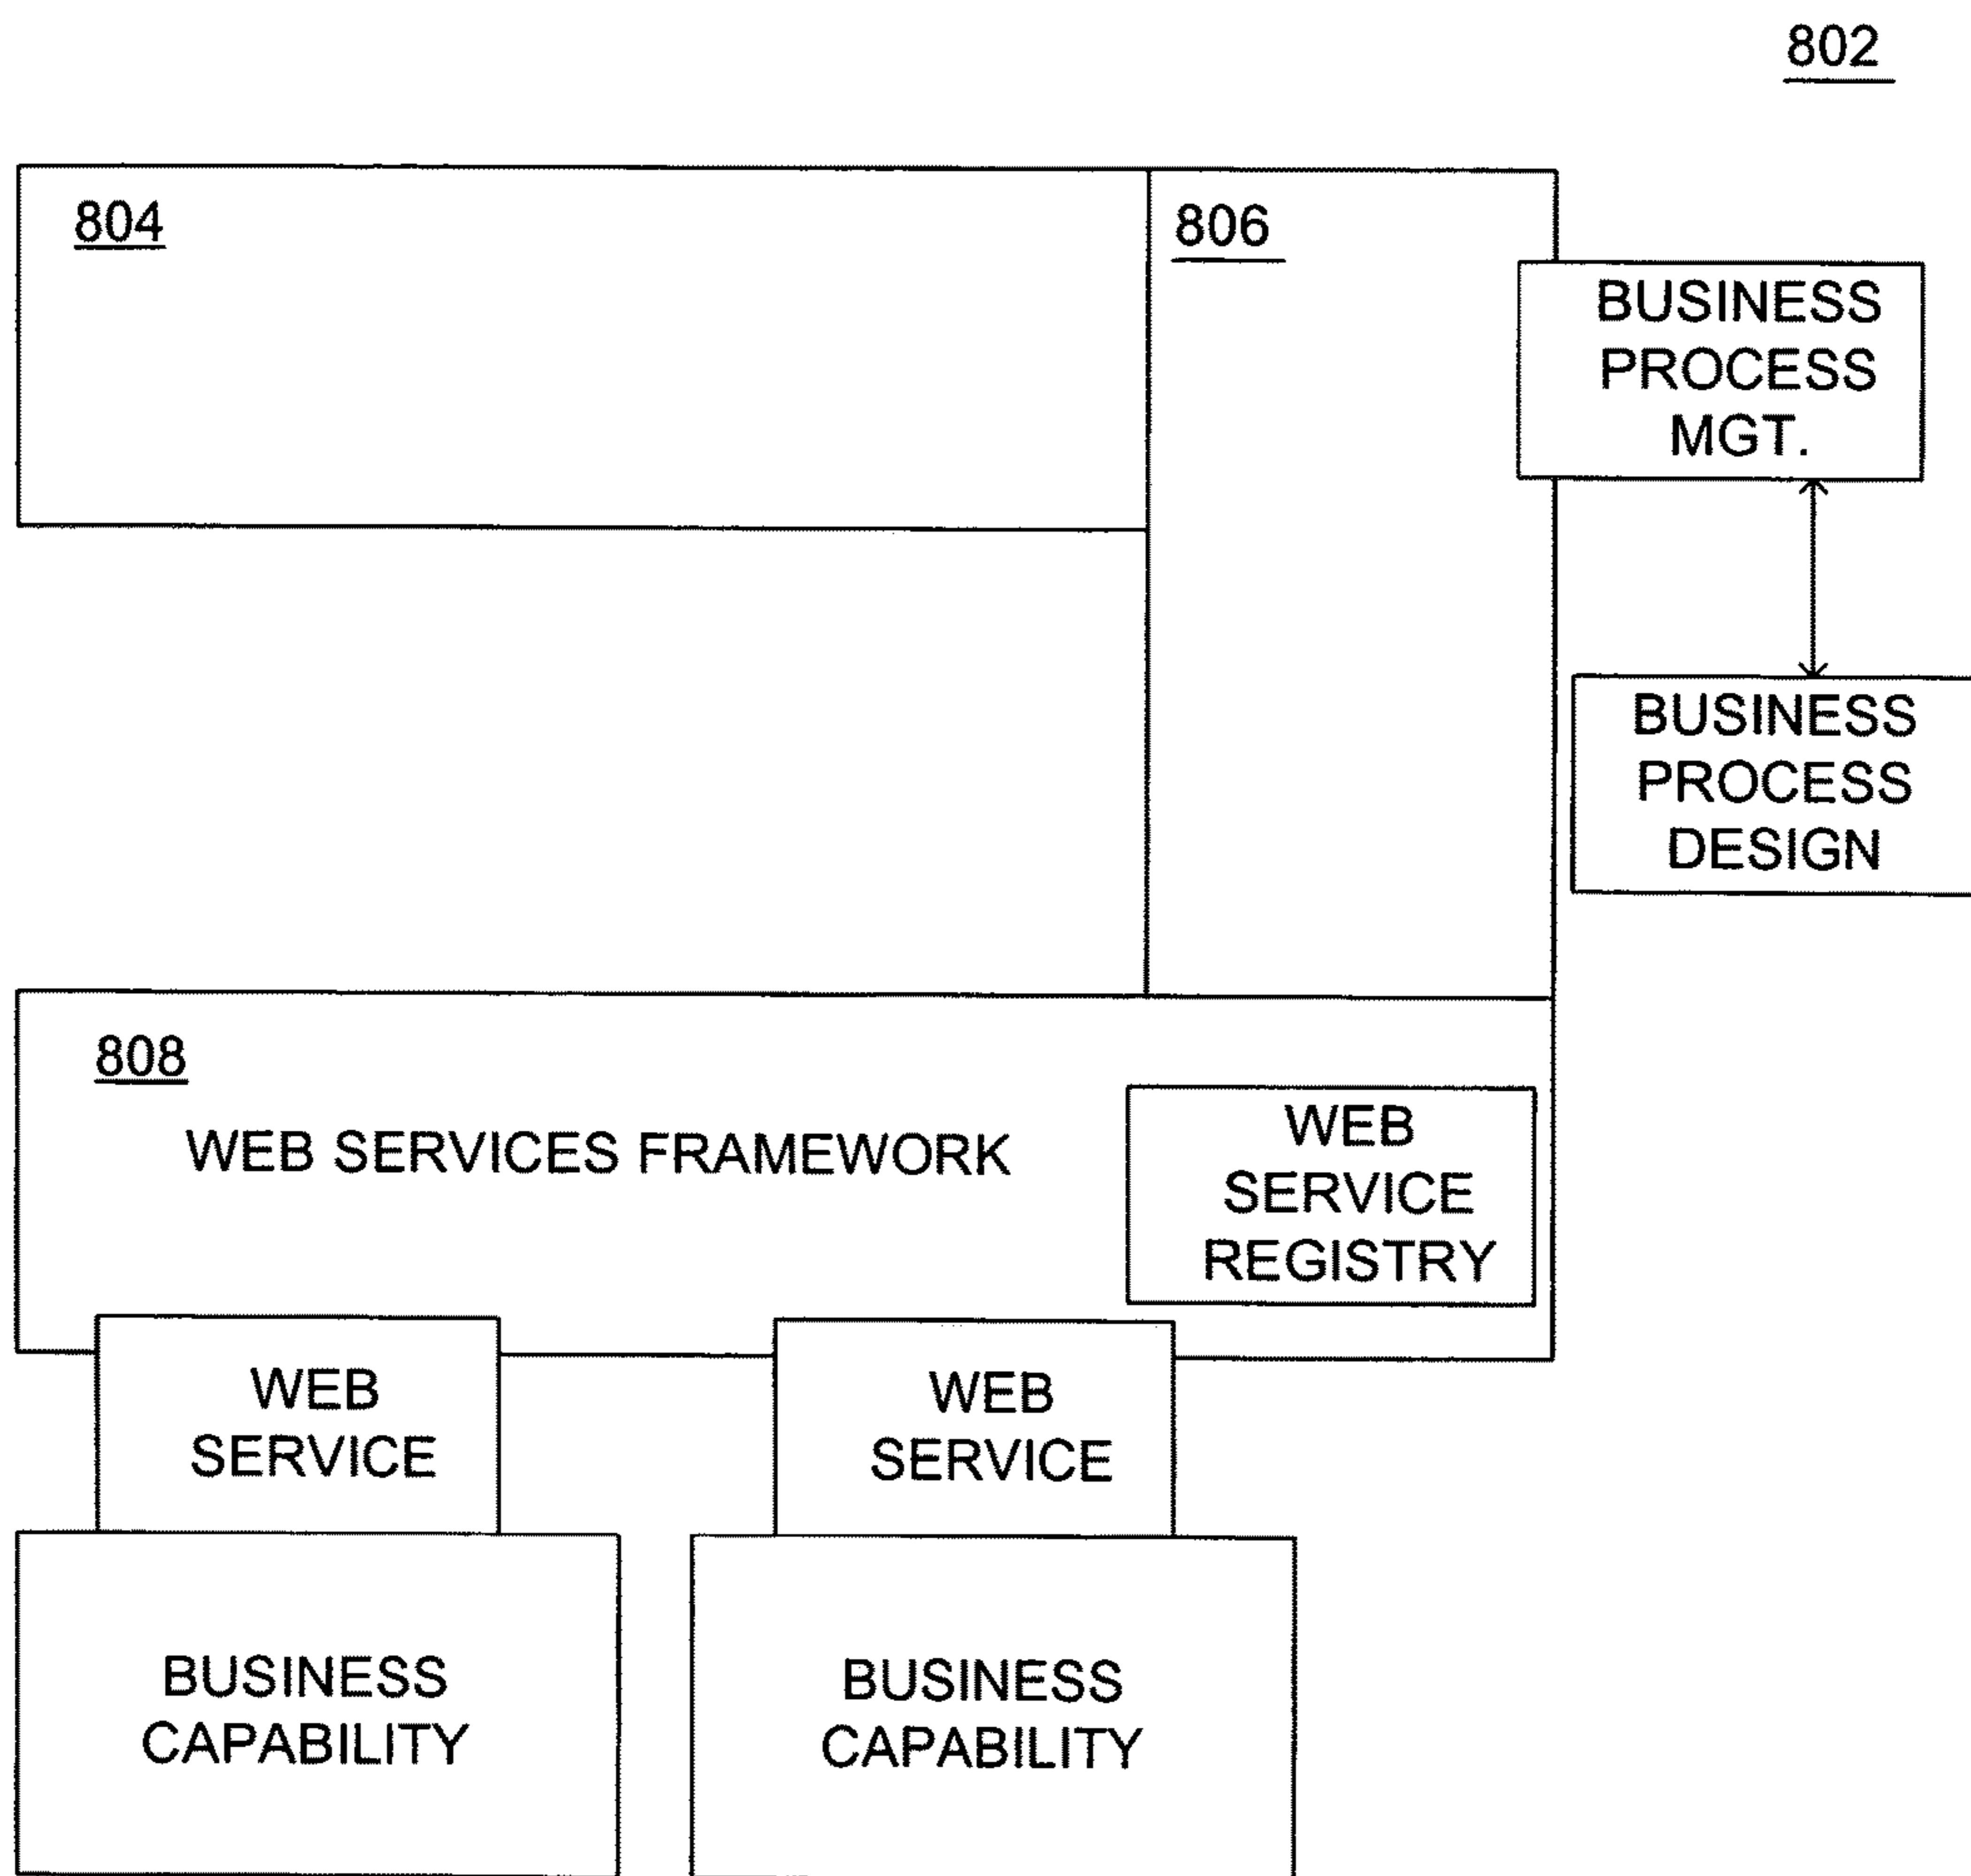 802
804
806
BUSINESS
PROCESS
MGT.
BUSINESS
PROCESS
DESIGN
808
WEB SERVICES FRAMEWORK
WEB
SERVICE
REGISTRY
WEB
SERVICE
WEB
SERVICE
BUSINESS
CAPABILITY
BUSINESS
CAPABILITY